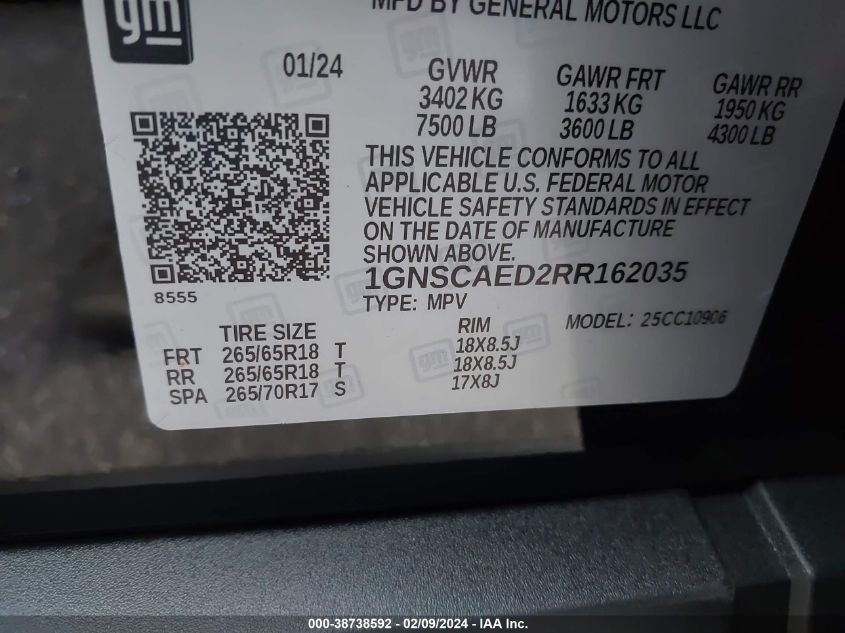 gm
MFD BY GENERAL MOTORS LLC
01/24
GVWR
3402 KG
7500 LB
GAWR FRT
1633 KG
3600 LB
GAWR RR
1950 KG
4300 LB
THIS VEHICLE CONFORMS TO ALL
APPLICABLE U.S. FEDERAL MOTOR
VEHICLE SAFETY STANDARDS IN EFFECT
ON THE DATE OF MANUFACTURE
SHOWN ABOVE.
8555
1GNSCAED2RR162035
TYPE: MPV
MODEL: 25CC10906
TIRE SIZE
RIM
FRT 265/65R18 T 18X8.5J
RR 265/65R18 T 18X8.5J
SPA 265/70R17 S 17X8J
000-38738592 - 02/09/2024 - IAA Inc.